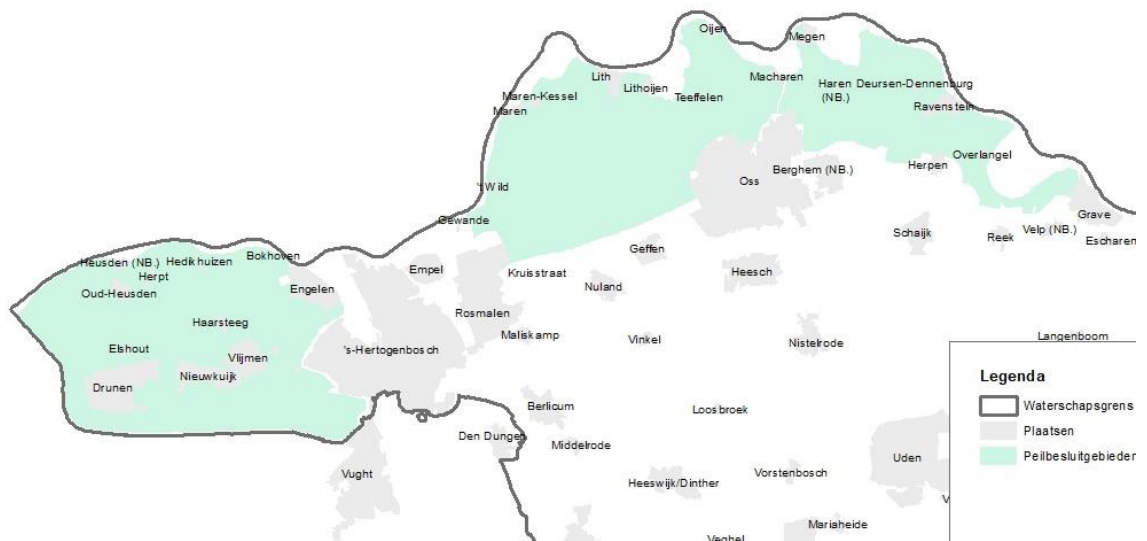 Oijen
Megen
Lith
Lithoijen
Macharen
Haren
(NB.)
Deursen-Dennenburg
Maren-Kessel
Maren
Teeffelen
Ravenstein
Overlangel
Herpen
Berghem (NB.)
Oss
't Wild
Gewande
Grave
Velp (NB.)
Escharen
Reek
Schaijk
Geffen
Heesch
Bokhoven
Hedikhuizen
Heusden (NB.)
Herpt
Oud-Heusden
Engelen
Empel
Kruisstraat
Nuland
Rosmalen
Maliskamp
Haarsteeg
Elshout
Vlijmen
Nieuwkuijk
Drunen
's-Hertogenbosch
Vinkel
Nistelrode
Langenboom
Berlicum
Loosbroek
Den Dungen
Middelrode
Vught
Heeswijk/Dinther
Vorstenbosch
Uden
Mariaheide
Veghel
V
Legenda
Waterschapsgrens
Plaatsen
Peilbesluitgebieden